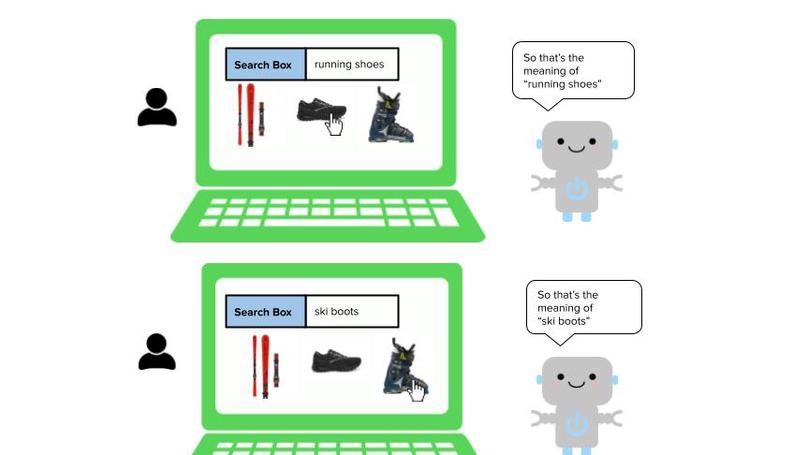 Search Box running shoes
So that's the
meaning of
"running shoes"
Search Box ski boots
So that's the
meaning of
"ski boots"